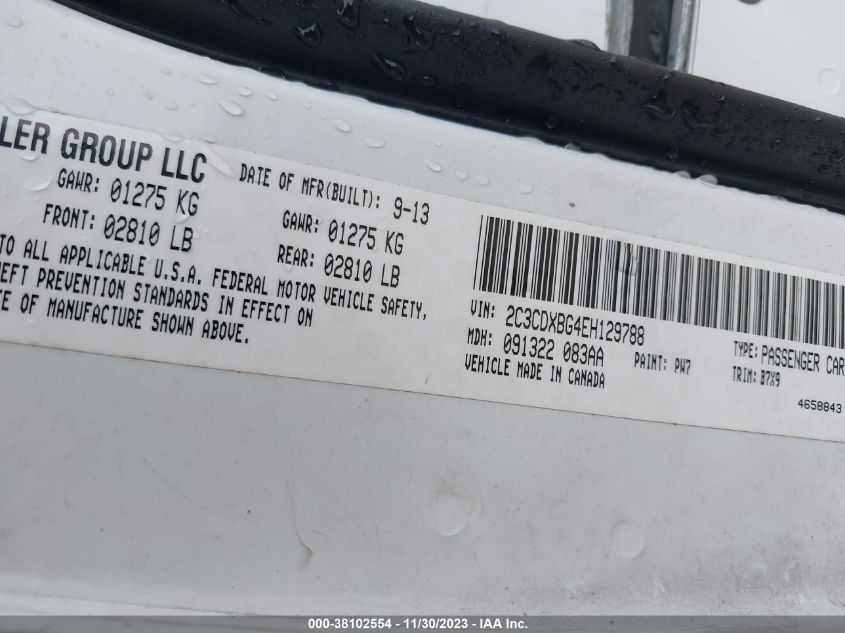 LER GROUP LLC
DATE OF MFR(BUILT): 9-13
GAWR: 01275 KG
FRONT: 02810 LB
GAWR: 01275 KG
REAR: 02810 LB
TO ALL APPLICABLE U.S.A. FEDERAL MOTOR VEHICLE SAFETY,
EFT PREVENTION STANDARDS IN EFFECT ON
TE OF MANUFACTURE SHOWN ABOVE.
VIN: 2C3CDXBG4EH129788
TYPE: PASSENGER CAR
MDH: 091322 083AA
PAINT: PW7
TRIM: B7X9
VEHICLE MADE IN CANADA
4658843
000-38102554 - 11/30/2023 - IAA Inc.